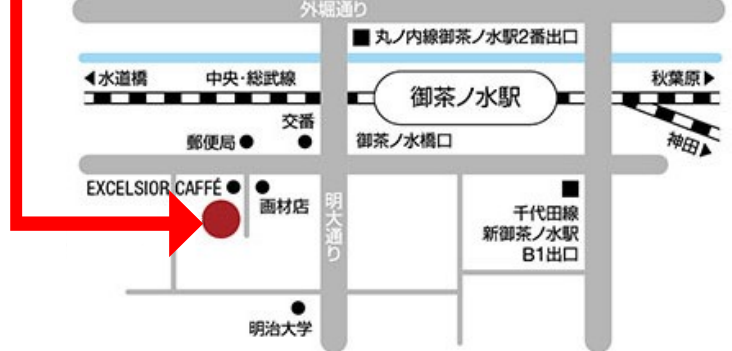 外堀通り
■ 丸ノ内線御茶ノ水駅2番出口
◀水道橋
中央・総武線
御茶ノ水駅
秋葉原▶
交番
郵便局●
御茶ノ水橋口
神田▶
EXCELSIOR CAFFÉ ●
画材店
明大通り
千代田線
新御茶ノ水駅
B1出口
明治大学